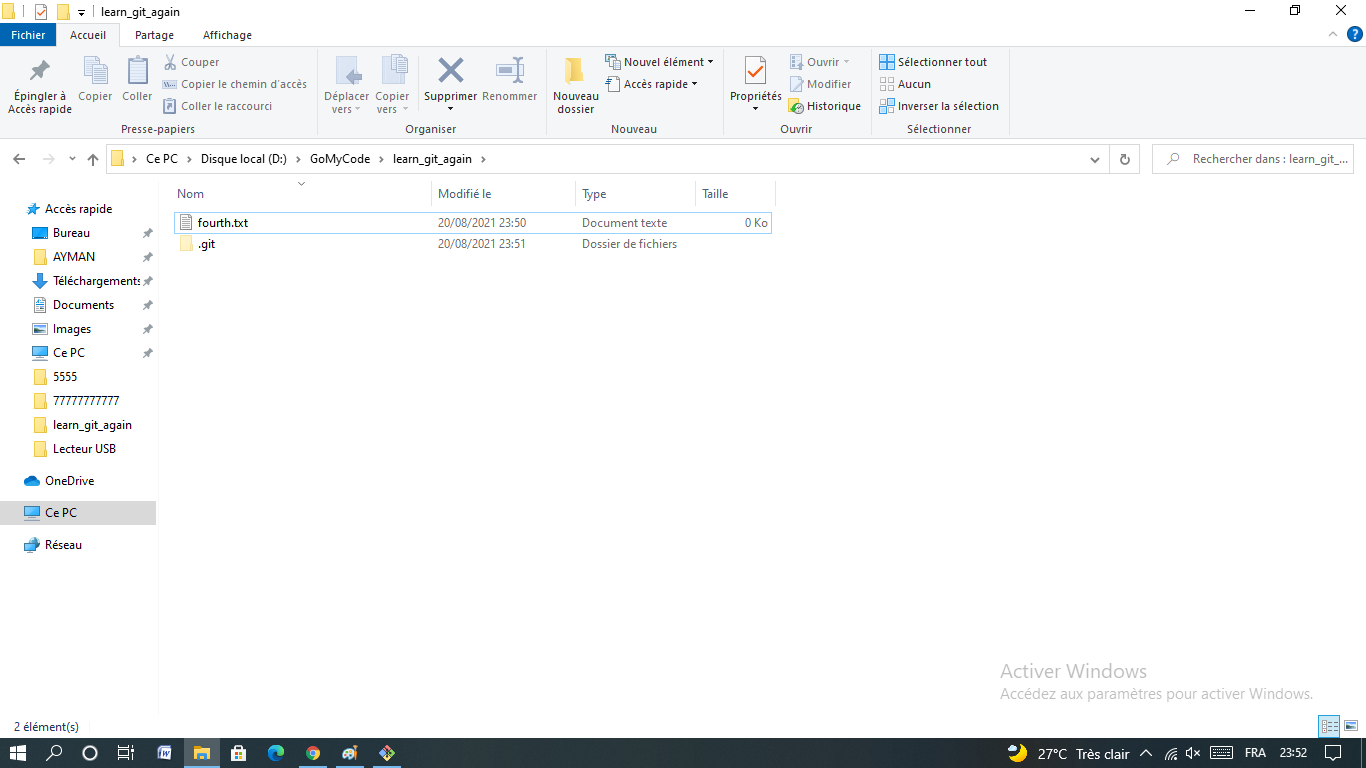 learn_git_again
Fichier Accueil Partage Affichage
Épingler à
Accès rapide
Copier
Coller
Couper
Copier le chemin d'accès
Coller le raccourci
Presse-papiers
Déplacer
vers
Copier
vers
Supprimer
Renommer
Organiser
Nouveau
dossier
Nouvel élément
Accès rapide
Nouveau
Propriétés
Ouvrir
Modifier
Historique
Ouvrir
Sélectionner tout
Aucun
Inverser la sélection
Sélectionner
Ce PC > Disque local (D:) > GoMyCode > learn_git_again >
Rechercher dans : learn_git_...
Nom Modifié le Type Taille
fourth.txt 20/08/2021 23:50 Document texte 0 Ko
.git 20/08/2021 23:51 Dossier de fichiers
Accès rapide
Bureau
AYMAN
Téléchargements
Documents
Images
Ce PC
5555
77777777777
learn_git_again
Lecteur USB
OneDrive
Ce PC
Réseau
Activer Windows
Accédez aux paramètres pour activer Windows.
2 élément(s)
27°C Très clair FRA 23:52